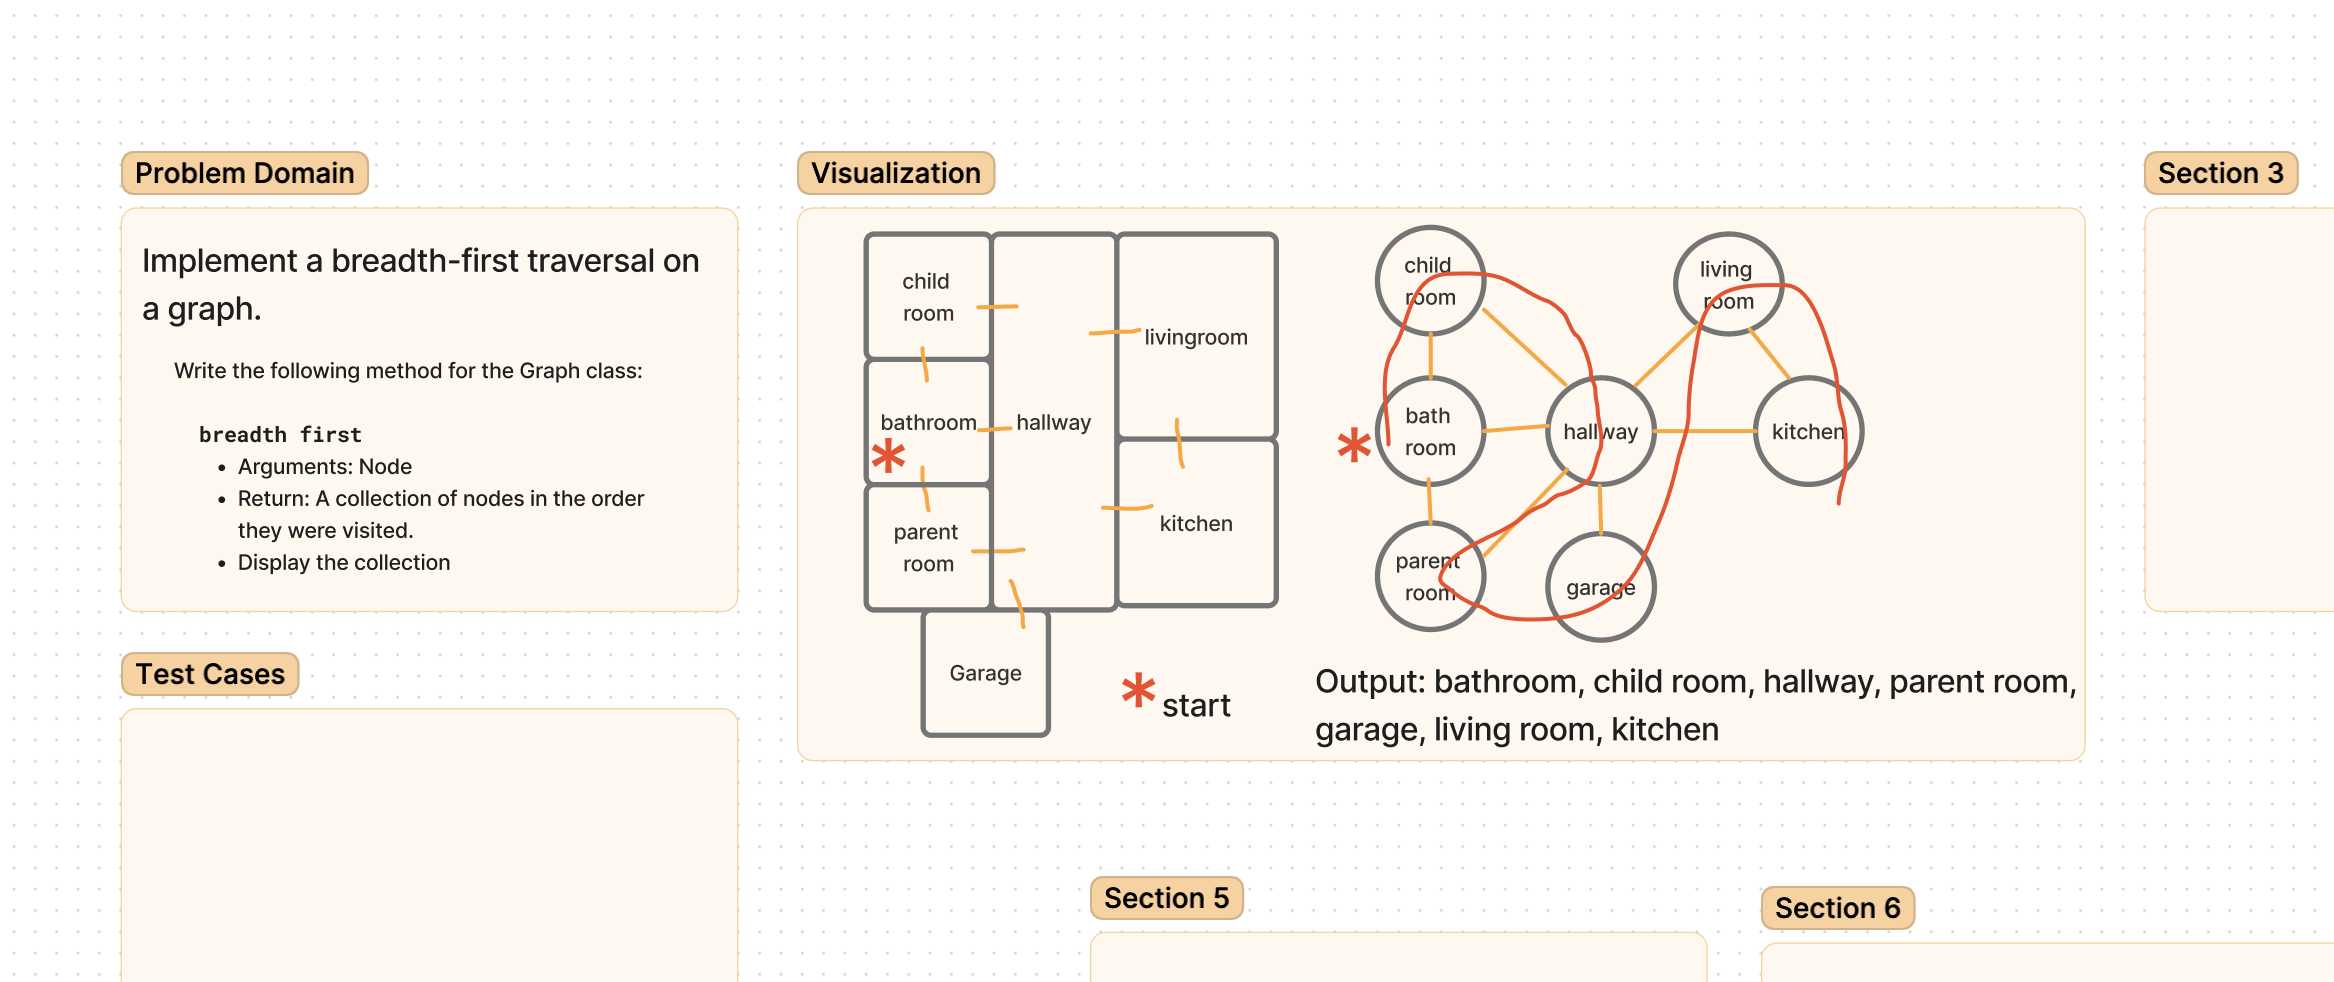 Problem Domain
Implement a breadth-first traversal on
a graph.
Write the following method for the Graph class:
breadth first
• Arguments: Node
• Return: A collection of nodes in the order
they were visited.
• Display the collection
Test Cases
Visualization
child
room
bathroom
*
parent
room
hallway
livingroom
kitchen
Garage
* start
child
room
living
room
*
bath
room
hallway
kitchen
parent
room
garage
Output: bathroom, child room, hallway, parent room,
garage, living room, kitchen
Section 3
Section 5
Section 6